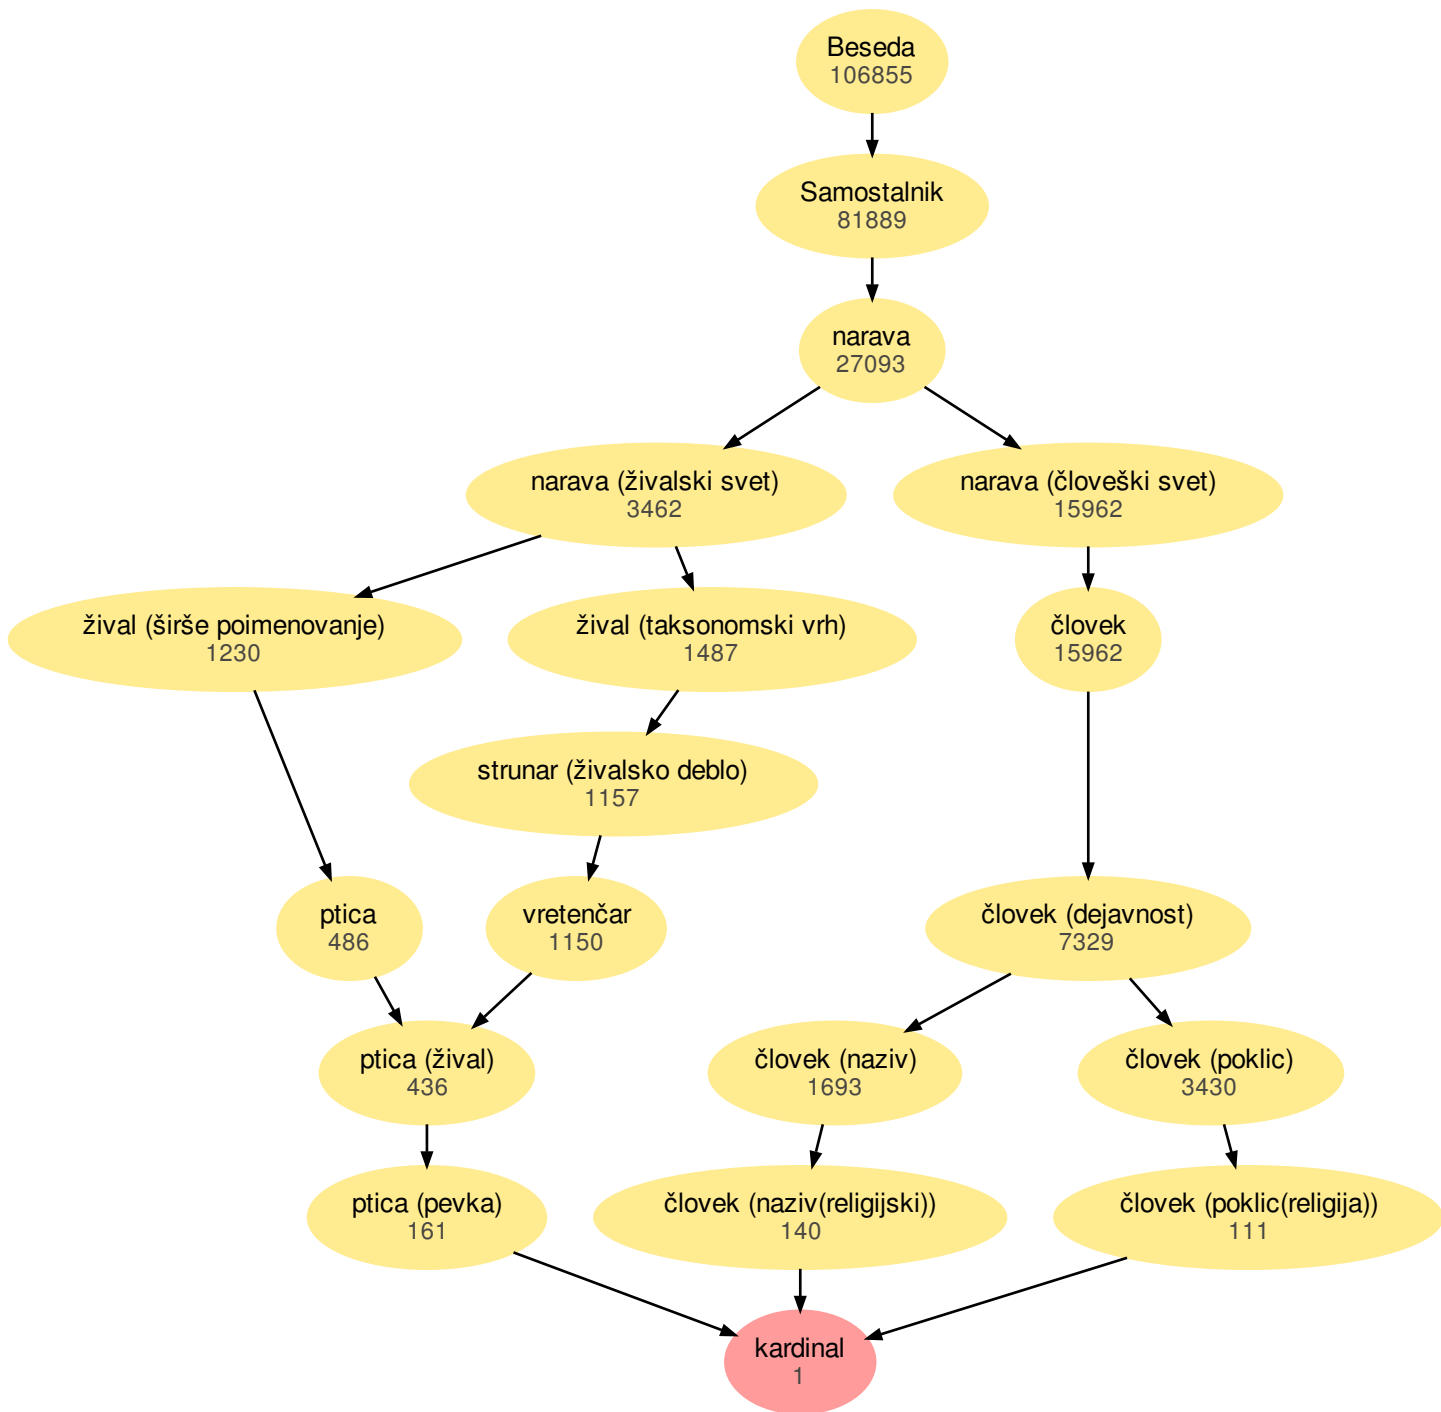 Beseda
106855
Samostalnik
81889
narava
27093
narava (živalski svet)
3462
narava (človeški svet)
15962
žival (širše poimenovanje)
1230
žival (taksonomski vrh)
1487
človek
15962
strunar (živalsko deblo)
1157
ptica
486
vretenčar
1150
človek (dejavnost)
7329
ptica (žival)
436
človek (naziv)
1693
človek (poklic)
3430
ptica (pevka)
161
človek (naziv(religijski))
140
človek (poklic(religija))
111
kardinal
1